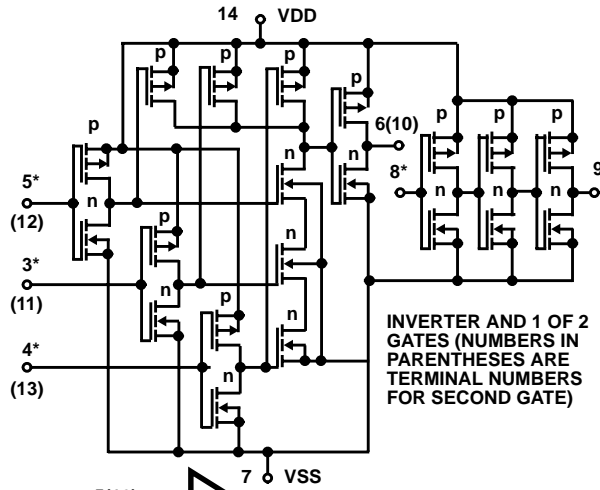 14 VDD
p p p
p
6(10)
p
p p p
5*
n
n
n
8*
n n n
9
(12)
p
n
3*
(11)
n
p
n
4*
n
(13)
INVERTER AND 1 OF 2
GATES (NUMBERS IN
PARENTHESES ARE
TERMINAL NUMBERS
FOR SECOND GATE)
7 VSS